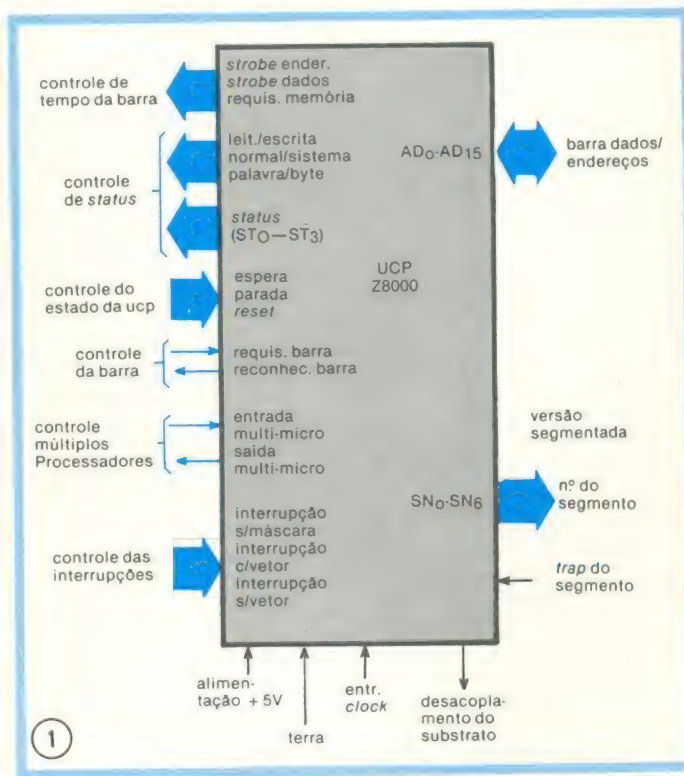 controle de
tempo da barra
strobe ender.
strobe dados
requis. memória
controle
de status
leit./escrita
normal/sistema
palavra/byte
status
(ST0—ST3)
controle do
estado da ucp
espera
parada
reset
controle
da barra
requis. barra
reconhec. barra
controle
múltiplos
Processadores
entrada
multi-micro
saída
multi-micro
controle das
interrupções
interrupção
s/máscara
interrupção
c/vetor
interrupção
s/vetor
AD0-AD15
barra dados/
endereços
UCP
Z8000
versão
segmentada
SN0-SN6
nº do
segmento
trap do
segmento
alimen-
tação + 5V
terra
entr.
clock
desacopla-
mento do
substrato
1